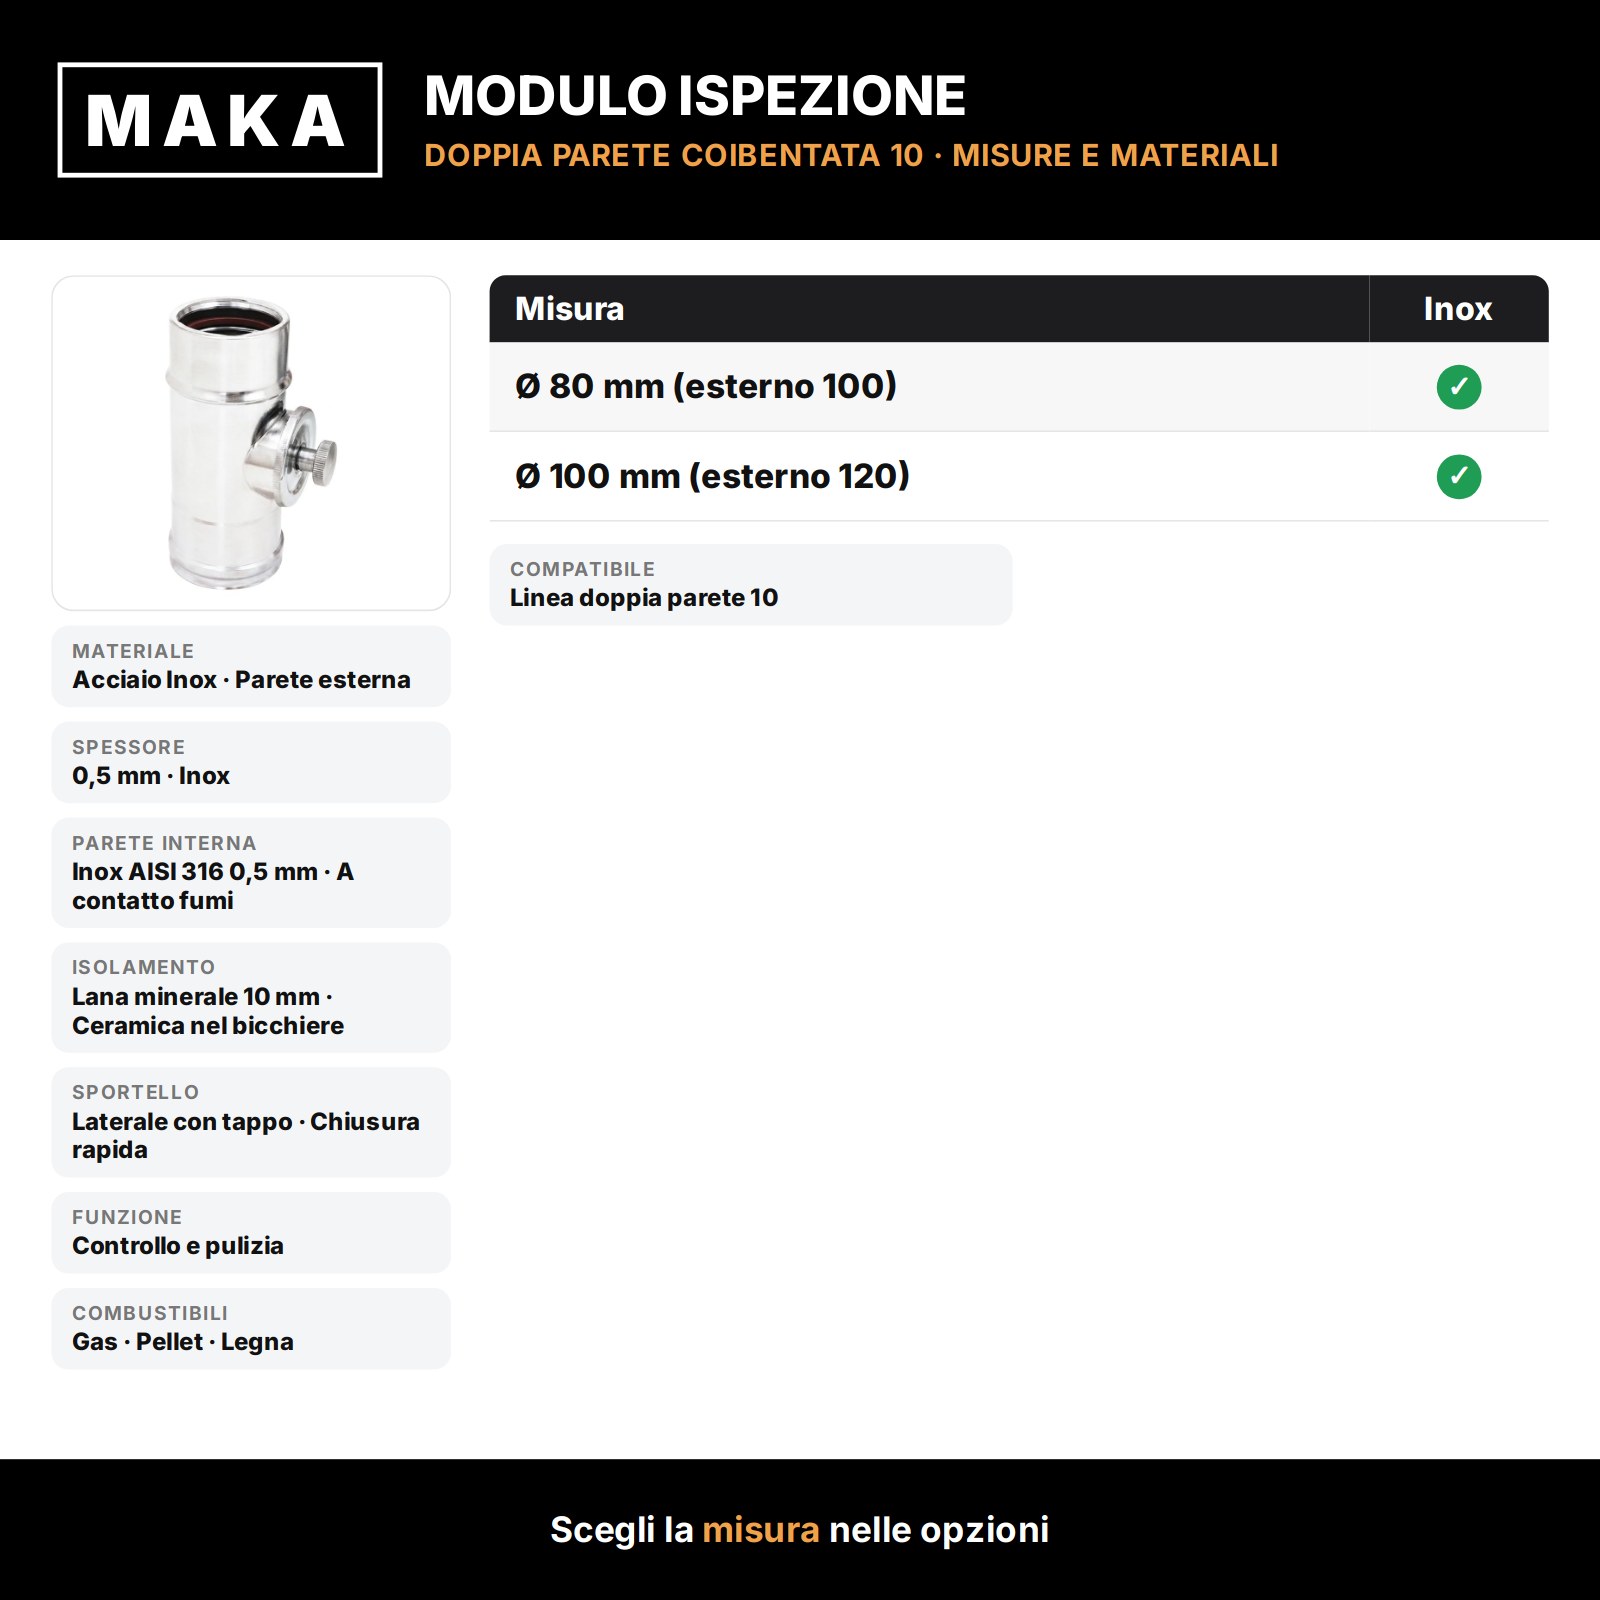 MAKA
MODULO ISPEZIONE
DOPPIA PARETE COIBENTATA 10 · MISURE E MATERIALI
Misura Inox
Ø 80 mm (esterno 100) ✓
Ø 100 mm (esterno 120) ✓
COMPATIBILE
Linea doppia parete 10
MATERIALE
Acciaio Inox · Parete esterna
SPESSORE
0,5 mm · Inox
PARETE INTERNA
Inox AISI 316 0,5 mm · A
contatto fumi
ISOLAMENTO
Lana minerale 10 mm ·
Ceramica nel bicchiere
SPORTELLO
Laterale con tappo · Chiusura
rapida
FUNZIONE
Controllo e pulizia
COMBUSTIBILI
Gas · Pellet · Legna
Scegli la misura nelle opzioni